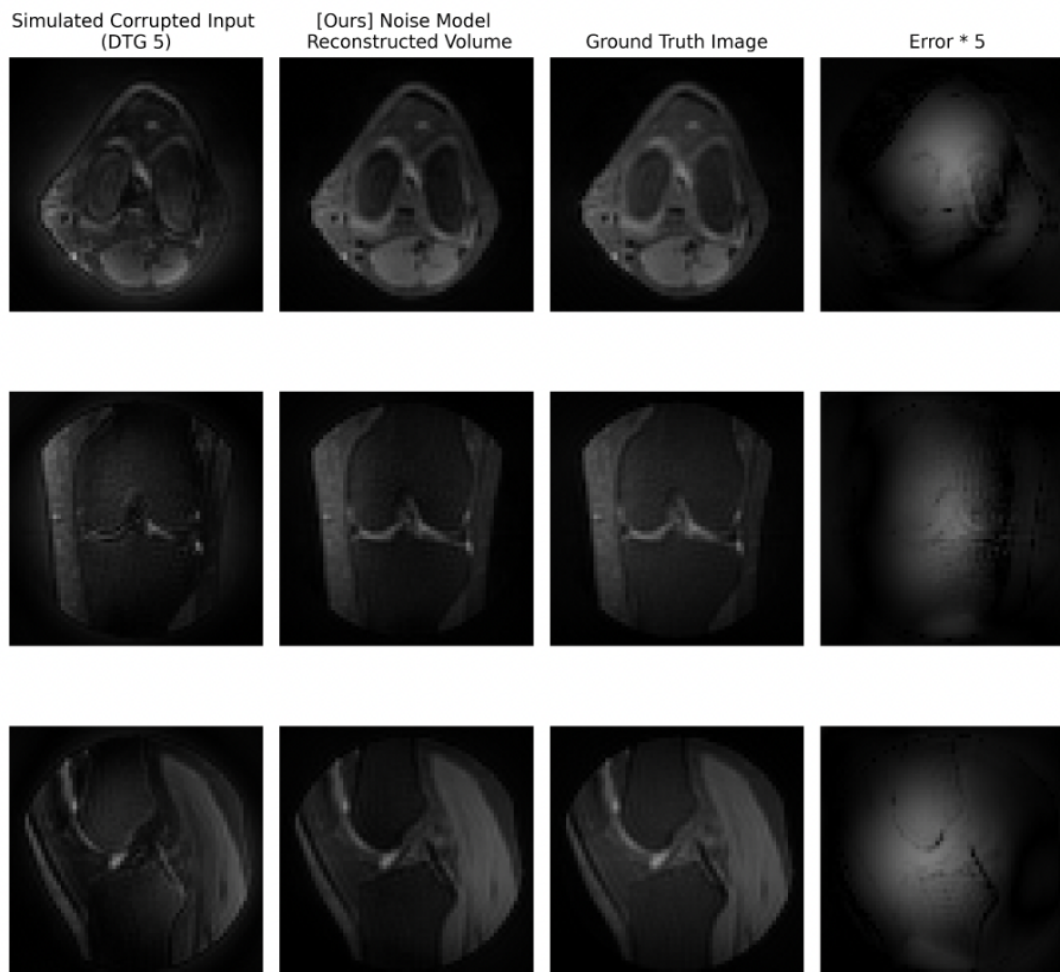 Simulated Corrupted Input
(DTG 5)
[Ours] Noise Model
Reconstructed Volume
Ground Truth Image
Error * 5